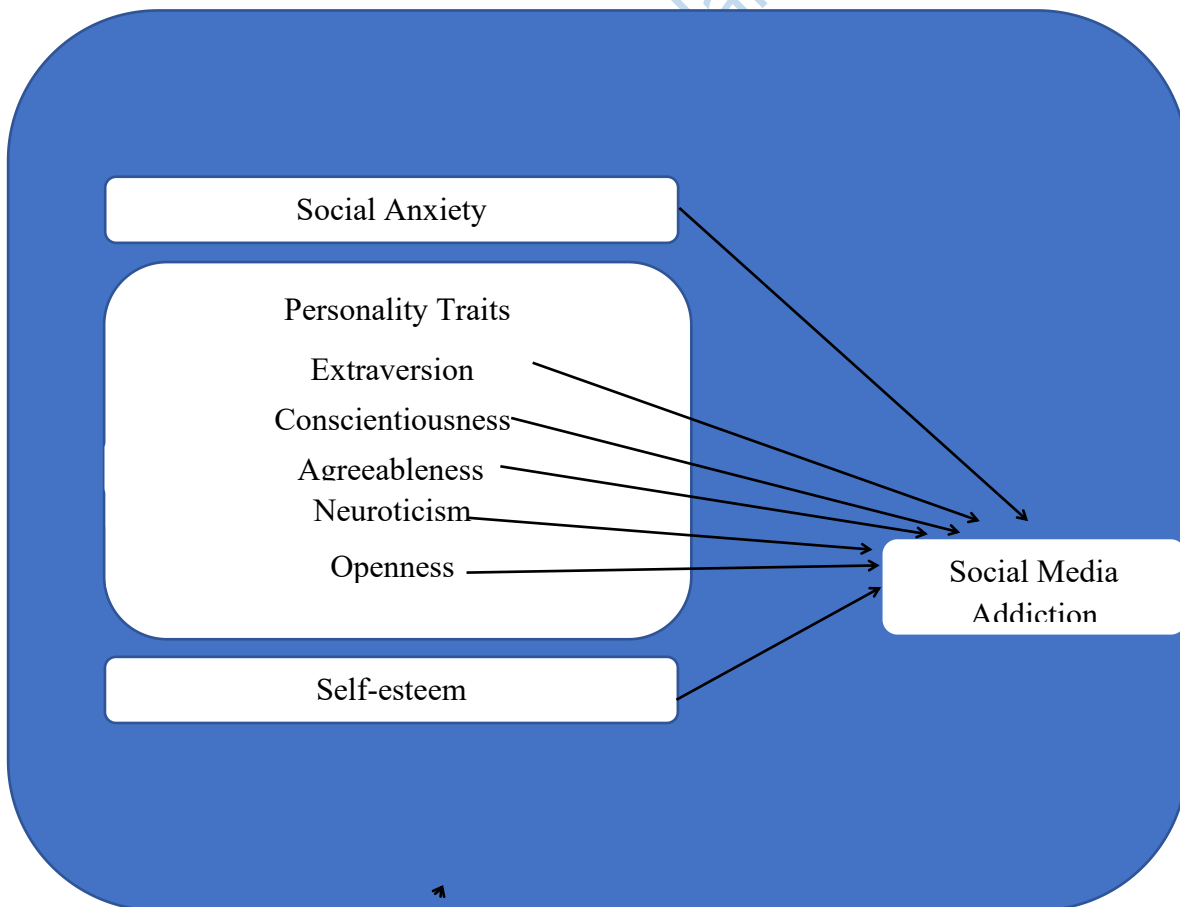 Social Anxiety
Personality Traits
Extraversion
Conscientiousness
Agreeableness
Neuroticism
Openness
Social Media
Addiction
Self-esteem